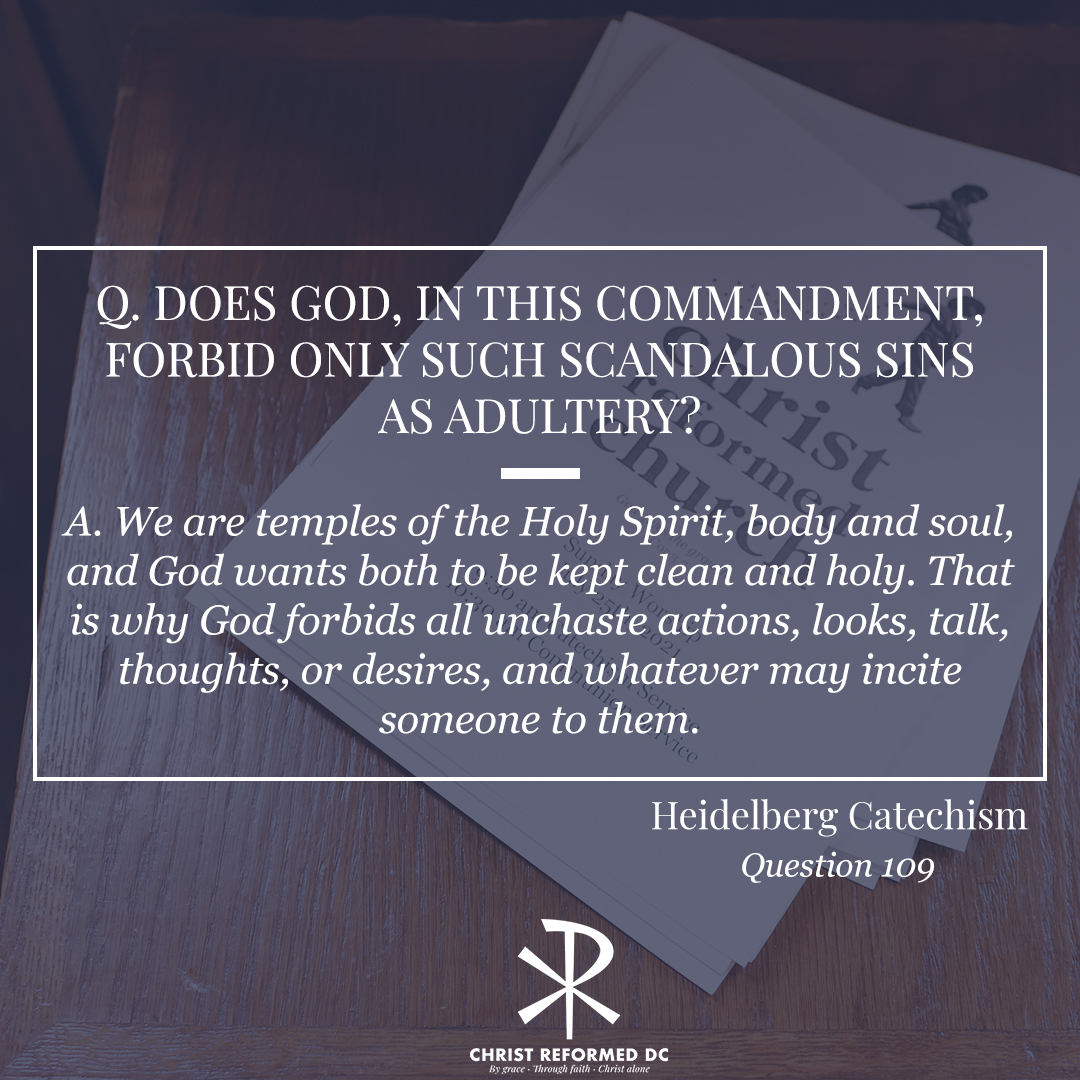 Q. DOES GOD, IN THIS COMMANDMENT,
FORBID ONLY SUCH SCANDALOUS SINS
AS ADULTERY?
A. We are temples of the Holy Spirit, body and soul,
and God wants both to be kept clean and holy. That
is why God forbids all unchaste actions, looks, talk,
thoughts, or desires, and whatever may incite
someone to them.
Heidelberg Catechism
Question 109
christ
reformed
church
CHRIST REFORMED DC
By grace · Through faith · Christ alone